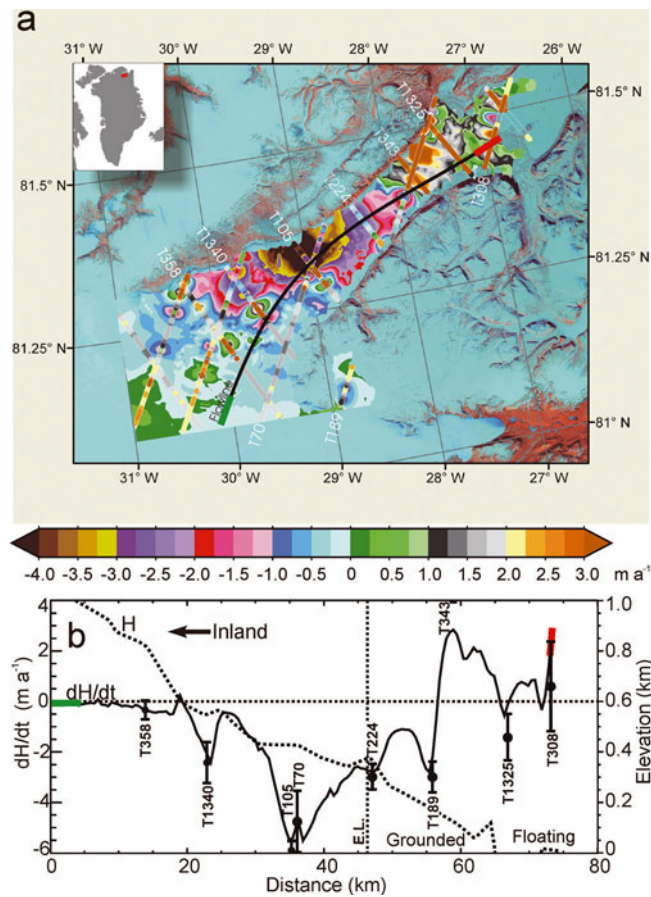 a
31° W 30° W 29° W 28° W 27° W 26° W
81.5° N
T1325
T343
81.5° N
T224
T308
T105
T1340
T358
81.25° N
81.25° N
Flowline
T70
T189
81° N
31° W 30° W 29° W 28° W 27° W 26° W
-4.0 -3.5 -3.0 -2.5 -2.0 -1.5 -1.0 -0.5 0 0.5 1.0 1.5 2.0 2.5 3.0 m a⁻¹
b
4 2 0 -2 -4 -6
dH/dt (m a⁻¹)
H
Inland
dH/dt
T358
T1340
T105
T70
E.L.
T224
T343
T189
T1325
T308
Grounded
Floating
1.0 0.8 0.6 0.4 0.2 0
Elevation (km)
0 20 40 60 80
Distance (km)